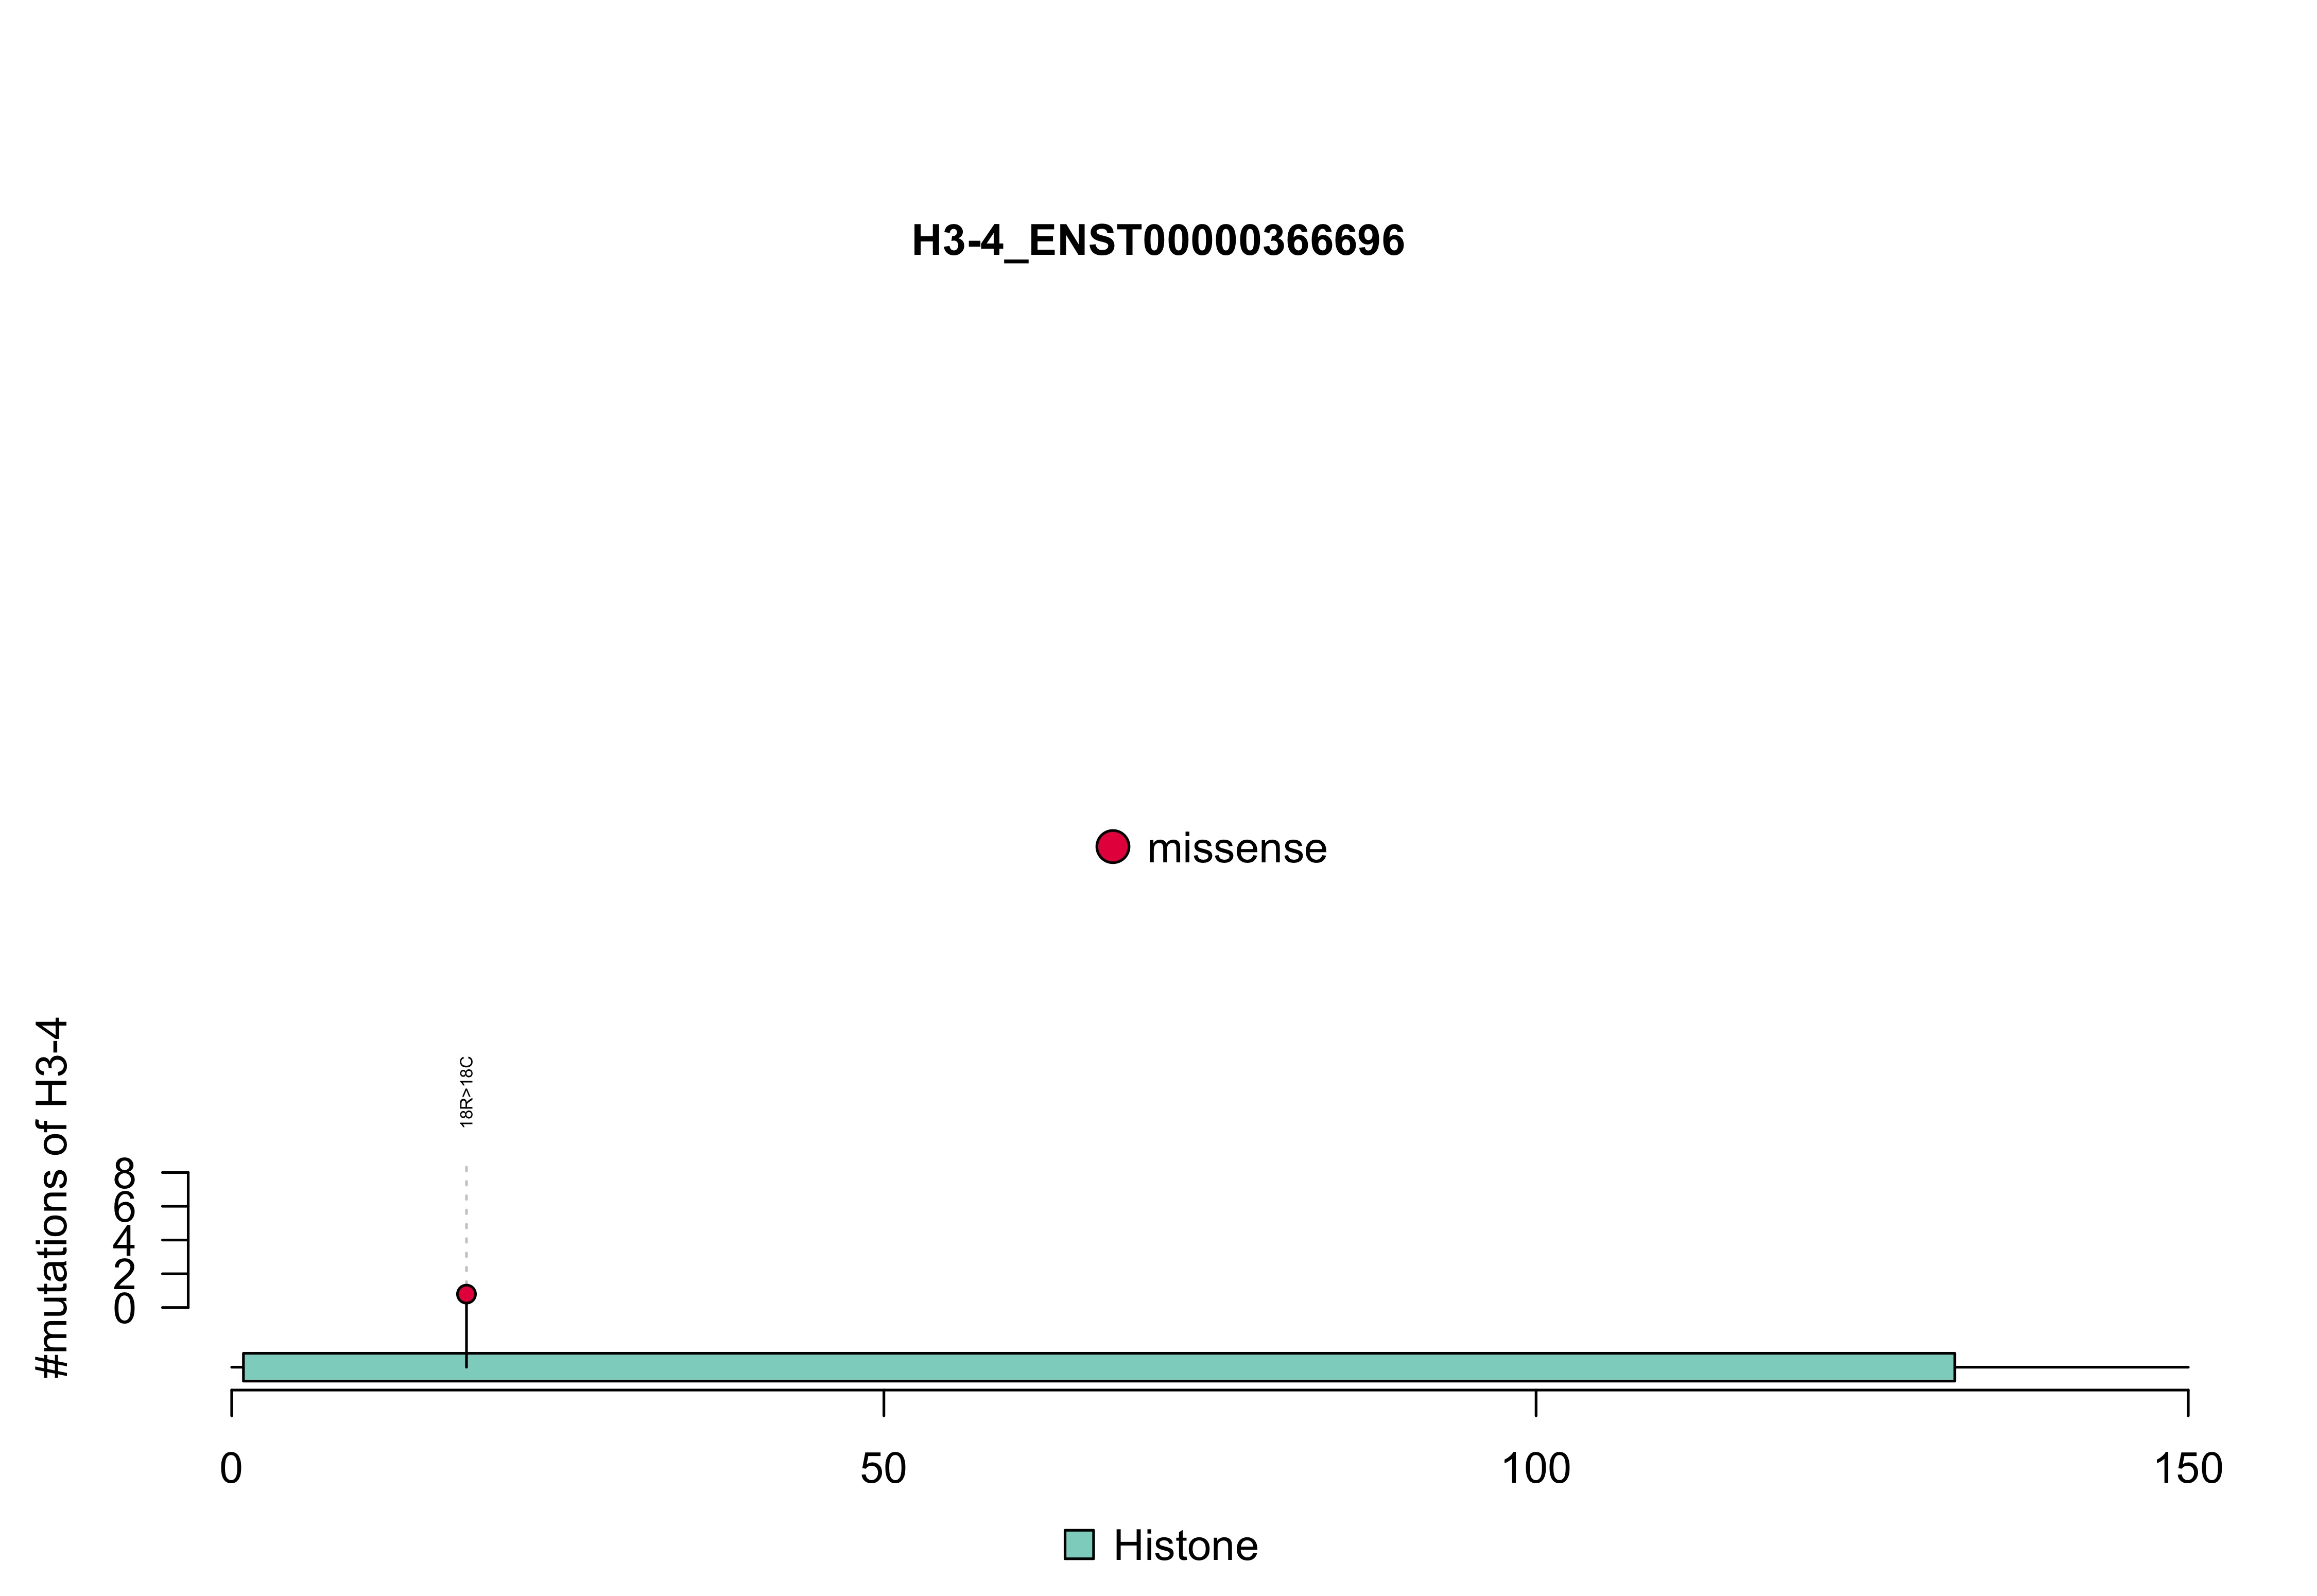 H3-4_ENST00000366696
missense
#mutations of H3-4
18R>18C
8
6
4
2
0
0 50 100 150
Histone